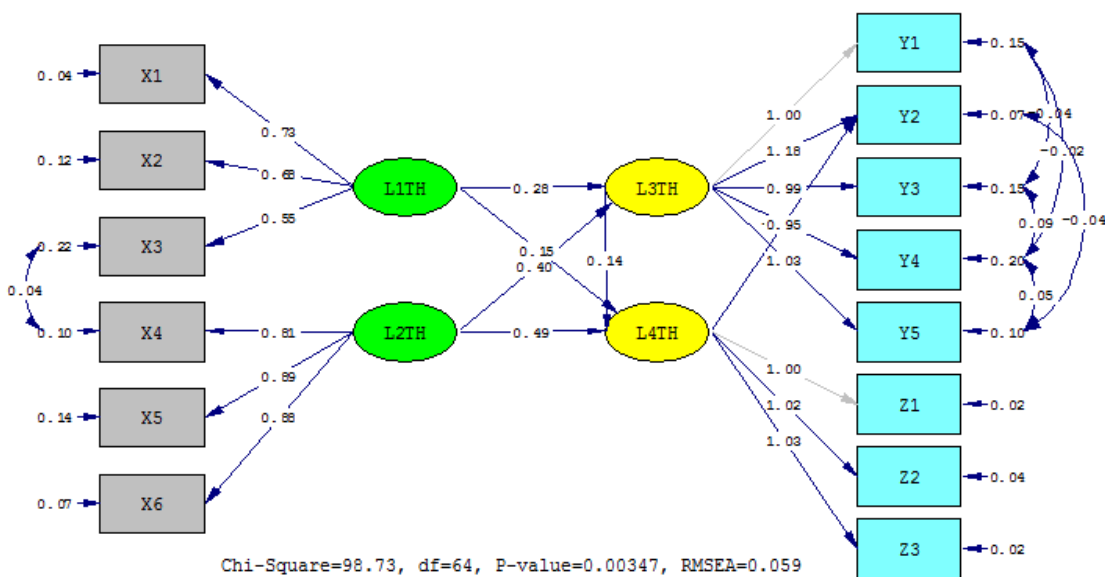 0.04 X1
0.12 X2
0.22 X3
0.04
0.10 X4
0.14 X5
0.07 X6
0.73
0.68
0.55
0.81
0.89
0.88
L1TH
L2TH
0.28
0.15
0.40
0.14
0.49
L3TH
L4TH
1.00
1.18
0.99
-0.95
1.03
1.00
1.02
1.03
Y1 0.15
Y2 0.07
Y3 0.15
Y4 0.20
Y5 0.10
Z1 0.02
Z2 0.04
Z3 0.02
-0.04
-0.02
0.09
-0.04
0.05
Chi-Square=98.73, df=64, P-value=0.00347, RMSEA=0.059